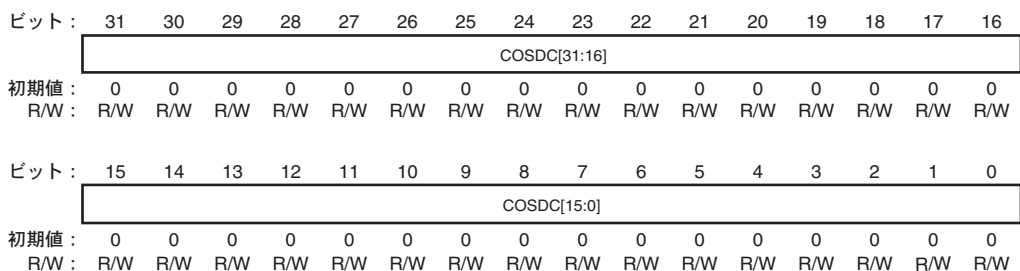 ビット： 31 30 29 28 27 26 25 24 23 22 21 20 19 18 17 16
COSDC[31:16]
初期値： 0 0 0 0 0 0 0 0 0 0 0 0 0 0 0 0
R/W： R/W R/W R/W R/W R/W R/W R/W R/W R/W R/W R/W R/W R/W R/W R/W R/W
ビット： 15 14 13 12 11 10 9 8 7 6 5 4 3 2 1 0
COSDC[15:0]
初期値： 0 0 0 0 0 0 0 0 0 0 0 0 0 0 0 0
R/W： R/W R/W R/W R/W R/W R/W R/W R/W R/W R/W R/W R/W R/W R/W R/W R/W